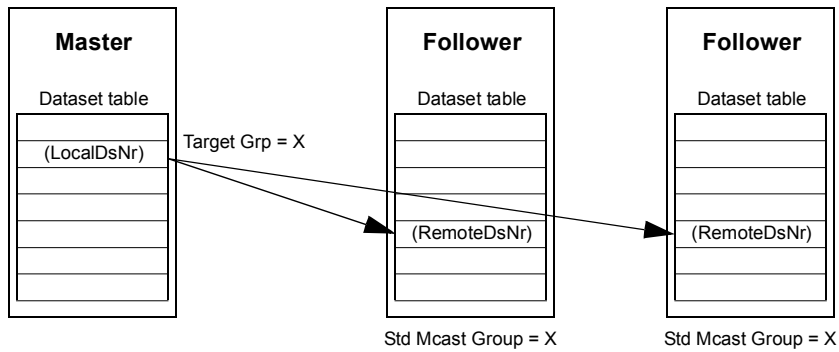 Master
Follower
Follower
Dataset table
Dataset table
Dataset table
Target Grp = X
(LocalDsNr)
(RemoteDsNr)
(RemoteDsNr)
Std Mcast Group = X
Std Mcast Group = X